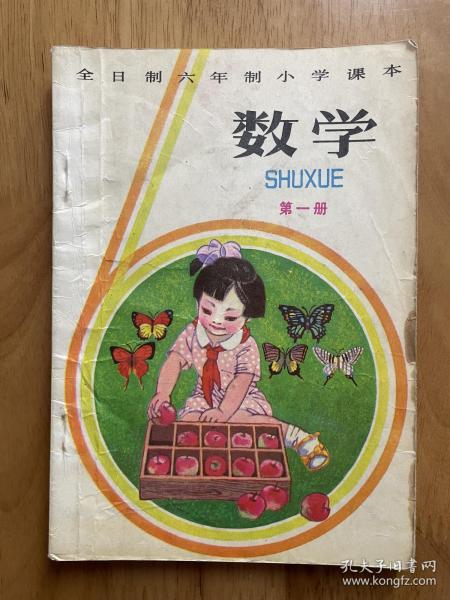 全日制六年制小学课本
数学
SHUXUE
第一册
孔夫子旧书网
www.kongfz.com